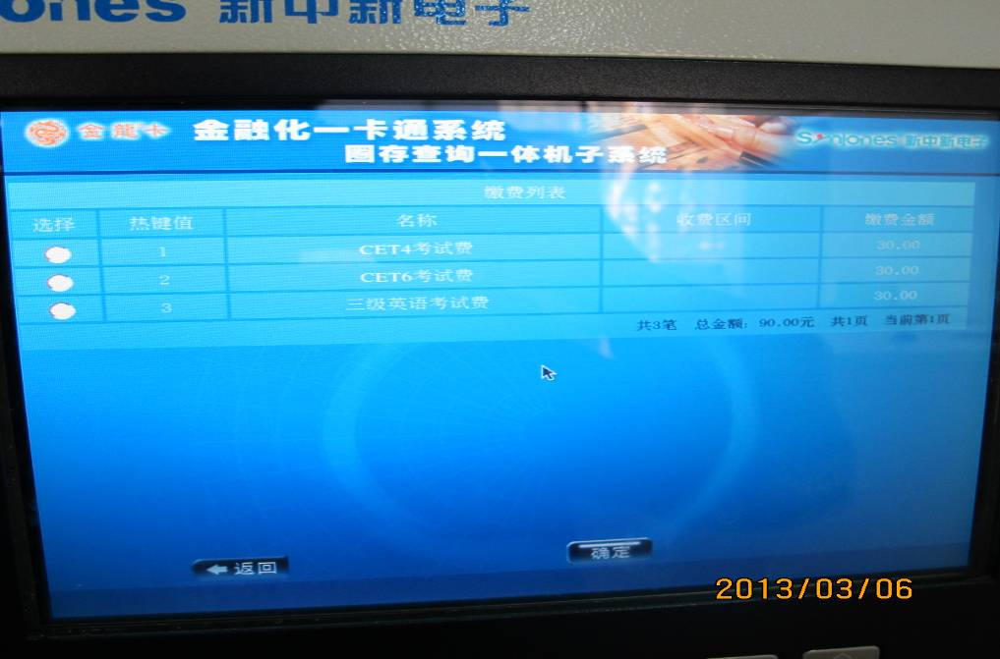 ones 新中新电子
金龍卡 金融化一卡通系统 Synjones 新中新电子
圈存查询一体机子系统
缴费列表
选择 热键值 名称 收费区间 缴费金额
1 CET4考试费 30.00
2 CET6考试费 30.00
3 三级英语考试费 30.00
共3笔 总金额：90.00元 共1页 当前第1页
返回 确定
2013/03/06